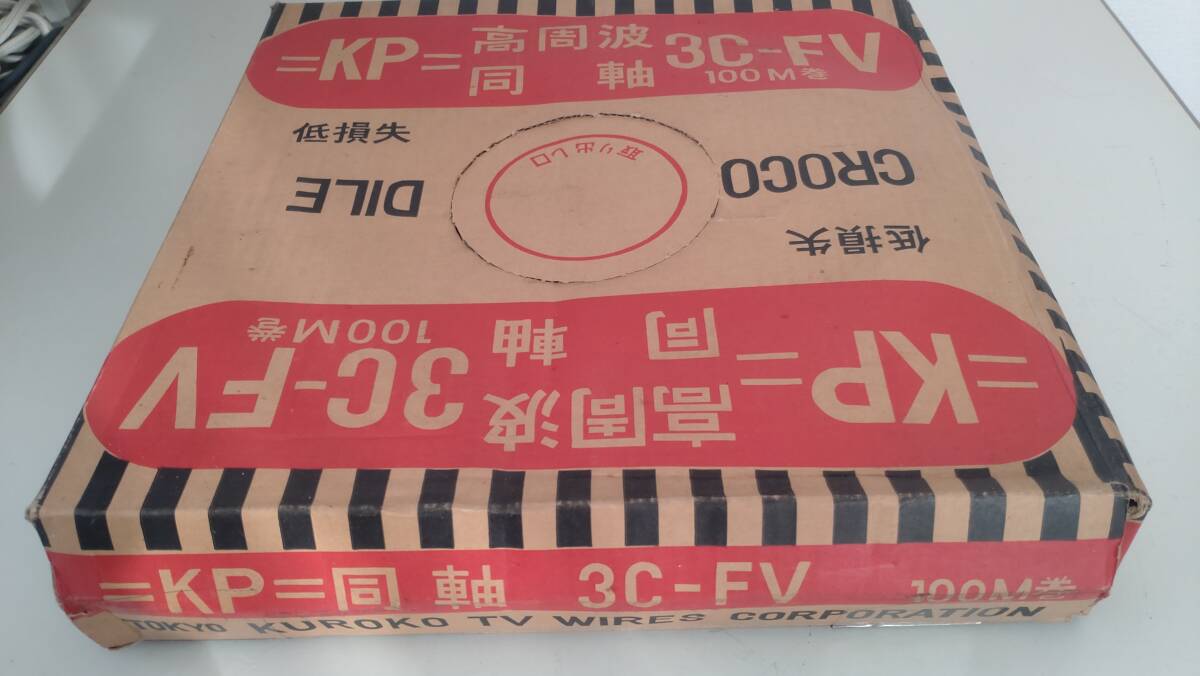 =KP= 高周波同軸 3C-FV
100M巻
低損失
取り出し口
DILE
CROCO
低損失
=KP= 高周波同軸 3C-FV
100M巻
=KP=同軸 3C-FV 100M巻
TOKYO KUROKO TV WIRES CORPORATION